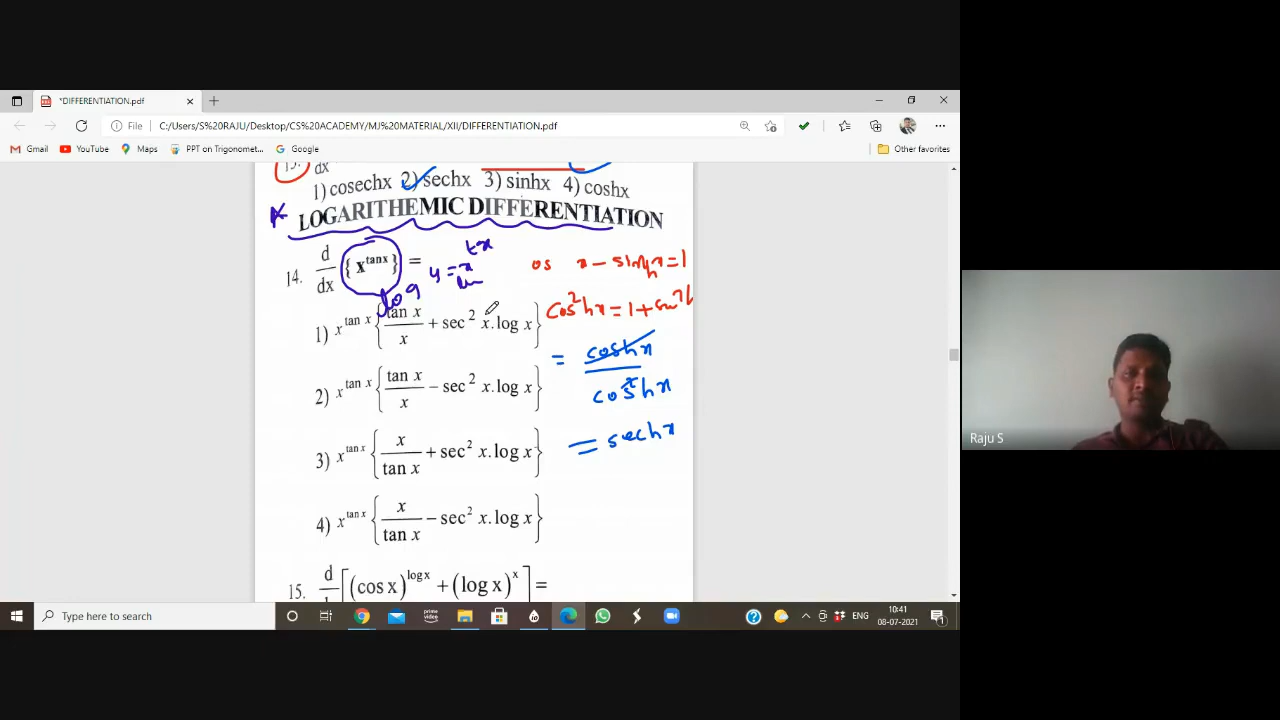 *DIFFERENTIATION.pdf
File C:/Users/S%20RAJU/Desktop/CS%20ACADEMY/MJ%20MATERIAL/XII/DIFFERENTIATION.pdf
Gmail YouTube Maps PPT on Trigonomet... Google Other favorites
dx
1) cosechx 2) sechx 3) sinhx 4) coshx
LOGARITHEMIC DIFFERENTIATION
14. d/dx { x^tanx } =
log
os x - sin²hx = 1
cos²hx = 1 +
1) x^tan x { tan x / x + sec² x.log x }
= coshx / cos²hx
2) x^tan x { tan x / x − sec² x.log x }
= sechx
3) x^tan x { x / tan x + sec² x.log x }
4) x^tan x { x / tan x − sec² x.log x }
15. d [ (cos x)^logx + (log x)^x ] =
Raju S
Type here to search
prime video
ENG
10:41
08-07-2021